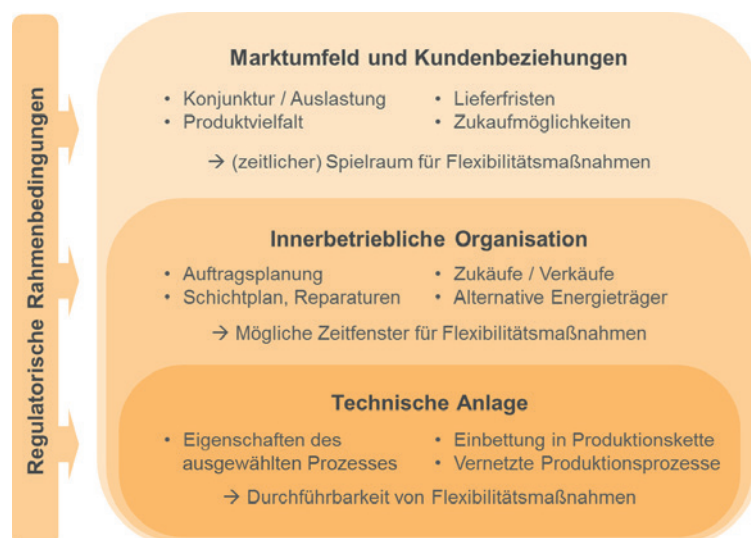 Regulatorische Rahmenbedingungen
Marktumfeld und Kundenbeziehungen
• Konjunktur / Auslastung
• Produktvielfalt
• Lieferfristen
• Zukaufmöglichkeiten
→ (zeitlicher) Spielraum für Flexibilitätsmaßnahmen
Innerbetriebliche Organisation
• Auftragsplanung
• Schichtplan, Reparaturen
• Zukäufe / Verkäufe
• Alternative Energieträger
→ Mögliche Zeitfenster für Flexibilitätsmaßnahmen
Technische Anlage
• Eigenschaften des
ausgewählten Prozesses
• Einbettung in Produktionskette
• Vernetzte Produktionsprozesse
→ Durchführbarkeit von Flexibilitätsmaßnahmen